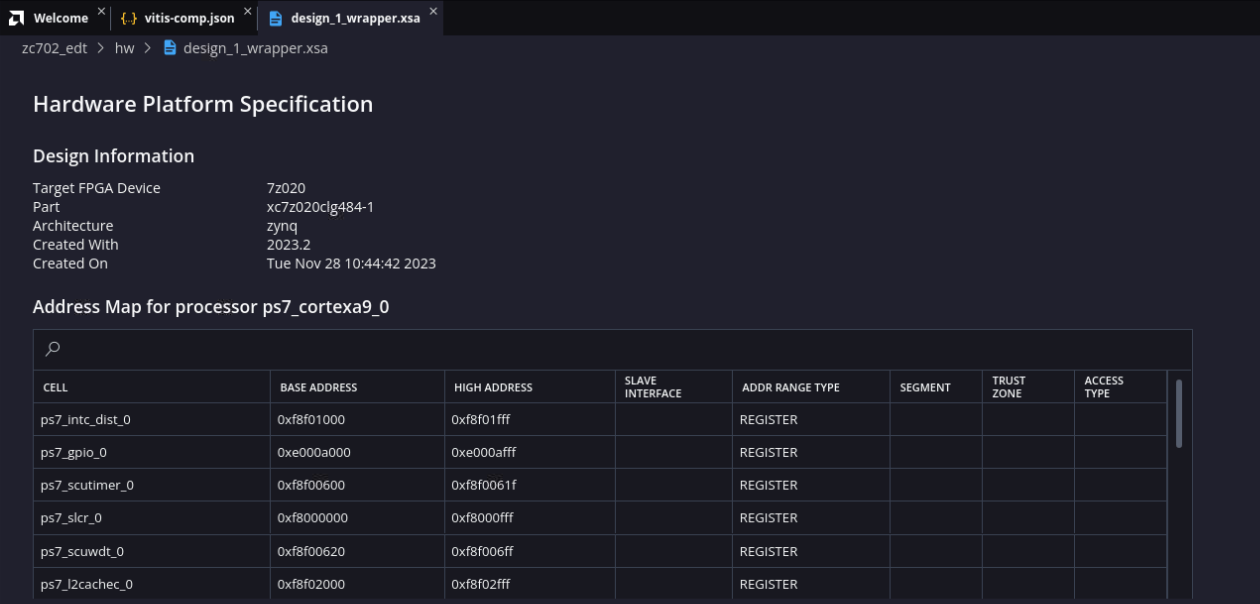 Welcome × {..} vitis-comp.json × design_1_wrapper.xsa ×
zc702_edt > hw > design_1_wrapper.xsa
Hardware Platform Specification
Design Information
Target FPGA Device 7z020
Part xc7z020clg484-1
Architecture zynq
Created With 2023.2
Created On Tue Nov 28 10:44:42 2023
Address Map for processor ps7_cortexa9_0
CELL BASE ADDRESS HIGH ADDRESS SLAVE INTERFACE ADDR RANGE TYPE SEGMENT TRUST ZONE ACCESS TYPE
ps7_intc_dist_0 0xf8f01000 0xf8f01fff REGISTER
ps7_gpio_0 0xe000a000 0xe000afff REGISTER
ps7_scutimer_0 0xf8f00600 0xf8f0061f REGISTER
ps7_slcr_0 0xf8000000 0xf8000fff REGISTER
ps7_scuwdt_0 0xf8f00620 0xf8f006ff REGISTER
ps7_l2cachec_0 0xf8f02000 0xf8f02fff REGISTER